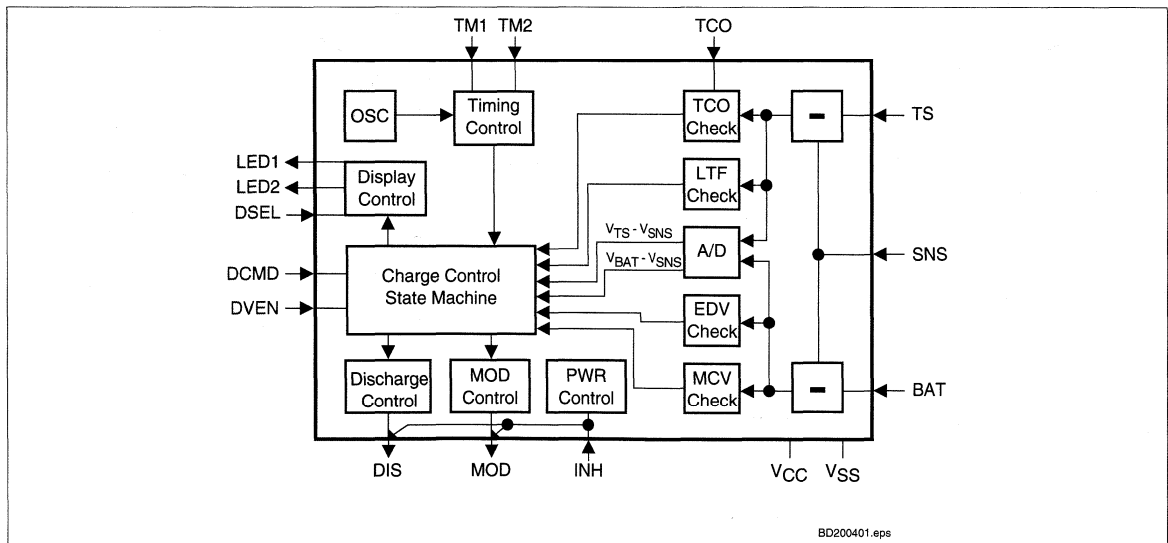 TM1 TM2 TCO
OSC
Timing
Control
TCO
Check
TS
LED1
LED2
DSEL
Display
Control
LTF
Check
VTS - VSNS
VBAT - VSNS
A/D
SNS
DCMD
DVEN
Charge Control
State Machine
EDV
Check
Discharge
Control
MOD
Control
PWR
Control
MCV
Check
BAT
DIS MOD INH VCC VSS
BD200401.eps